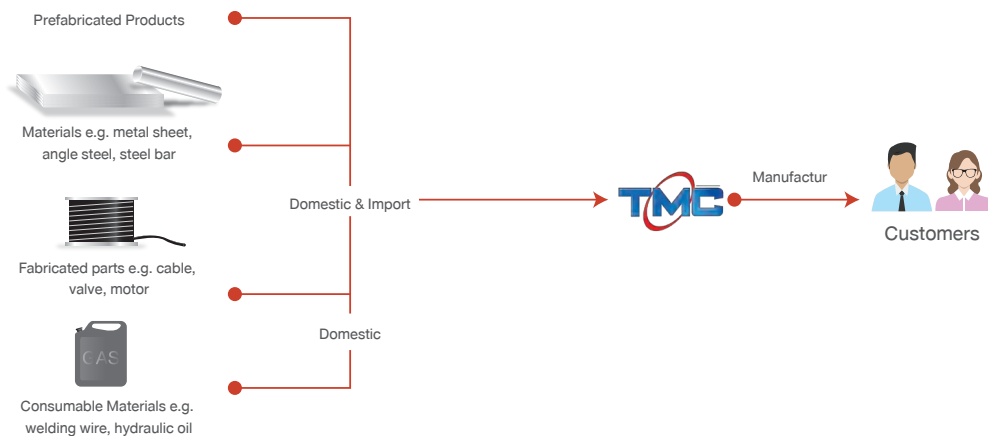 Prefabricated Products
Materials e.g. metal sheet,
angle steel, steel bar
Fabricated parts e.g. cable,
valve, motor
GAS
Consumable Materials e.g.
welding wire, hydraulic oil
Domestic & Import
Domestic
TMC
Manufactur
Customers